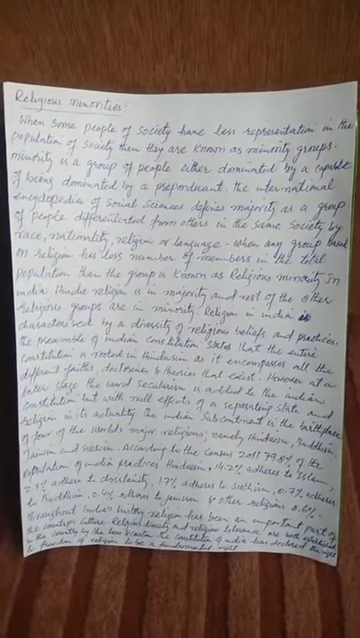 Religious Minorities:
When Some people of Society have less representation in the
population of society then they are known as minority groups.
minority is a group of people either dominated by a capable
of being dominated by a preponduant. the international
Encyclopedia of Social Sciences defines majority as a group
of people differentiated from others in the same Society by
race, nationality, religion or language. When any group based
on religion has less number of members in the total
population than the group is known as Religious minority In
india Hindu religion is in majority and rest of the other
religious groups are in minority. Religion in india is
characterised by a diversity of religious beliefs and practices.
the preamble of indian constitution states that the entire
constitution is rooted in Hinduism as it encompasses all the
different faiths, doctrines & theories that exist. However at a
later stage the word secularism is added to the indian
constitution but with null effects of a separating state and
religion in its actuality. the indian Subcontinent is the birthplace
of four of the worlds major religions; namely Hinduism, Buddhism
Jainism and Sikhism. According to the Census 2011 79.8% of the
population of india practices Hinduism, 14.2% adheres to Islam,
2.3% adhere to christianity, 1.7% adheres to sikhism, 0.7% adheres
to Buddhism, 0.4% adheres to jainism & other religions 0.6%.
throughout India's history religion has been an important part of
the country's culture. Religious diversity and religious tolerance are both established
in the country by the law & custom. the constitution of india has declared the right
to freedom of religion to be a fundamental right